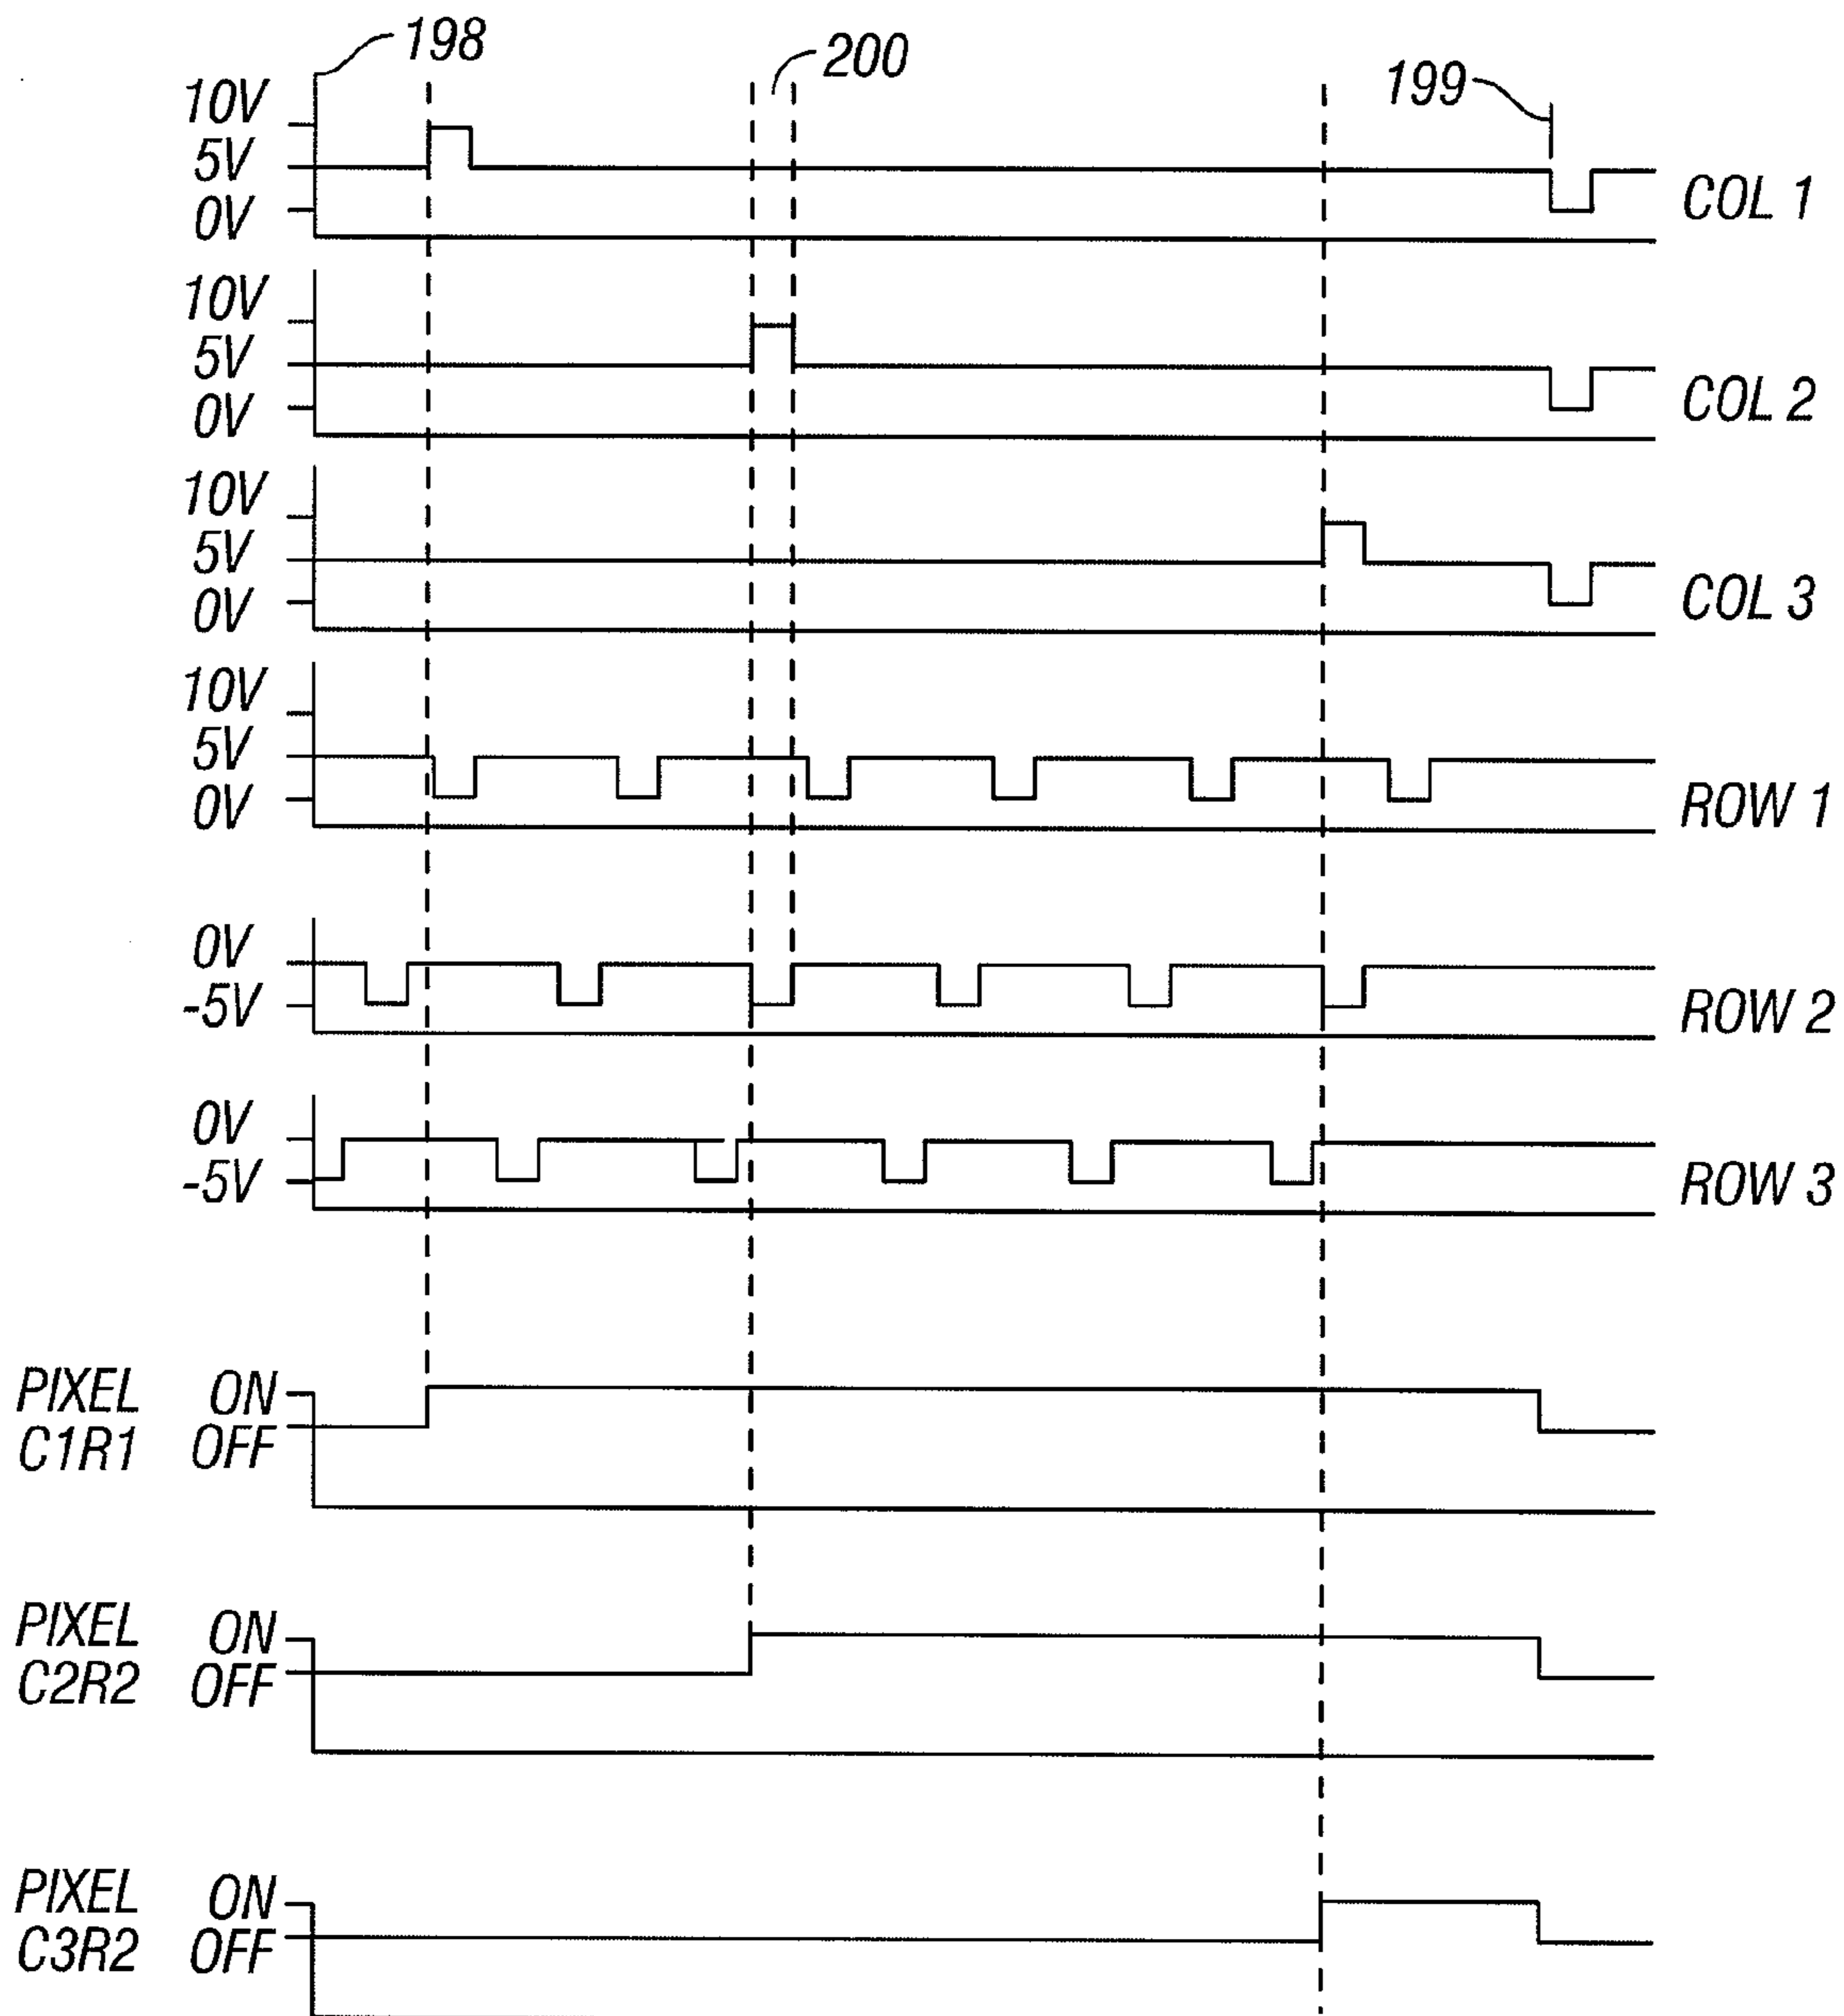 198
200
199
10V
5V
0V
COL 1
10V
5V
0V
COL 2
10V
5V
0V
COL 3
10V
5V
0V
ROW 1
0V
-5V
ROW 2
0V
-5V
ROW 3
PIXEL
C1R1
ON
OFF
PIXEL
C2R2
ON
OFF
PIXEL
C3R2
ON
OFF